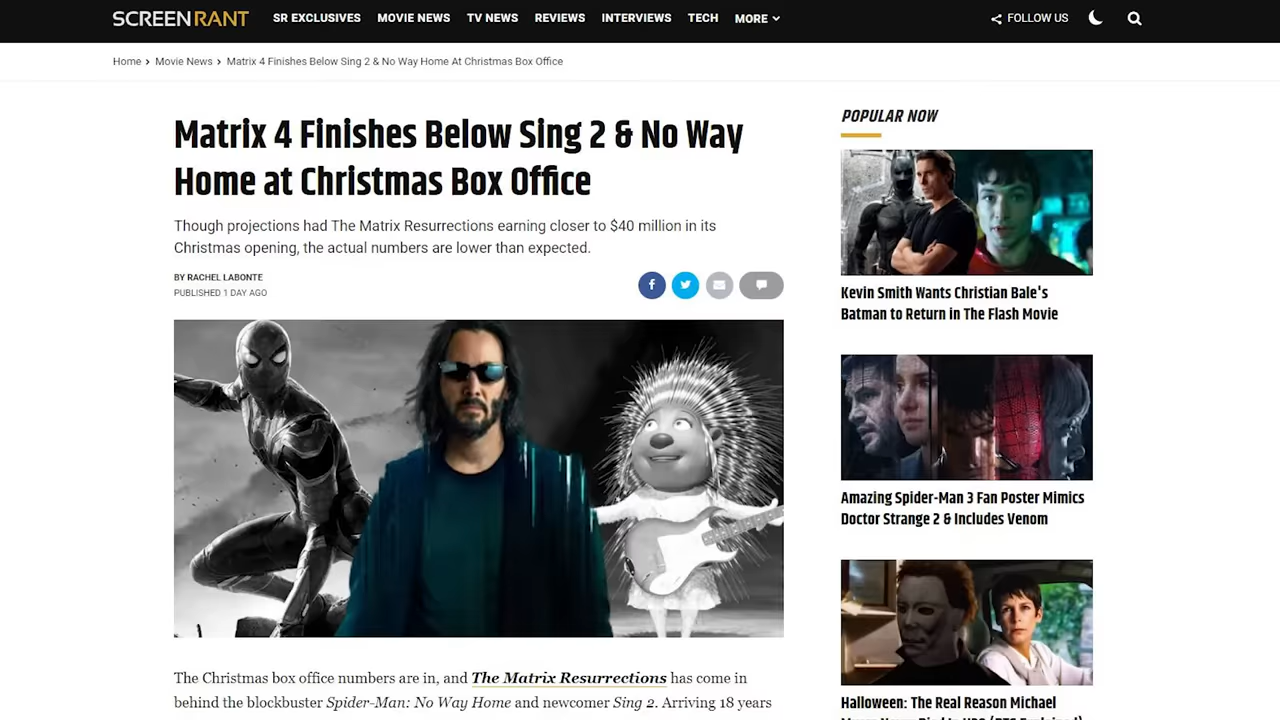 SCREENRANT SR EXCLUSIVES MOVIE NEWS TV NEWS REVIEWS INTERVIEWS TECH MORE FOLLOW US
Home > Movie News > Matrix 4 Finishes Below Sing 2 & No Way Home At Christmas Box Office
Matrix 4 Finishes Below Sing 2 & No Way
Home at Christmas Box Office
Though projections had The Matrix Resurrections earning closer to $40 million in its
Christmas opening, the actual numbers are lower than expected.
BY RACHEL LABONTE
PUBLISHED 1 DAY AGO
The Christmas box office numbers are in, and The Matrix Resurrections has come in
behind the blockbuster Spider-Man: No Way Home and newcomer Sing 2. Arriving 18 years
POPULAR NOW
Kevin Smith Wants Christian Bale's
Batman to Return in The Flash Movie
Amazing Spider-Man 3 Fan Poster Mimics
Doctor Strange 2 & Includes Venom
Halloween: The Real Reason Michael